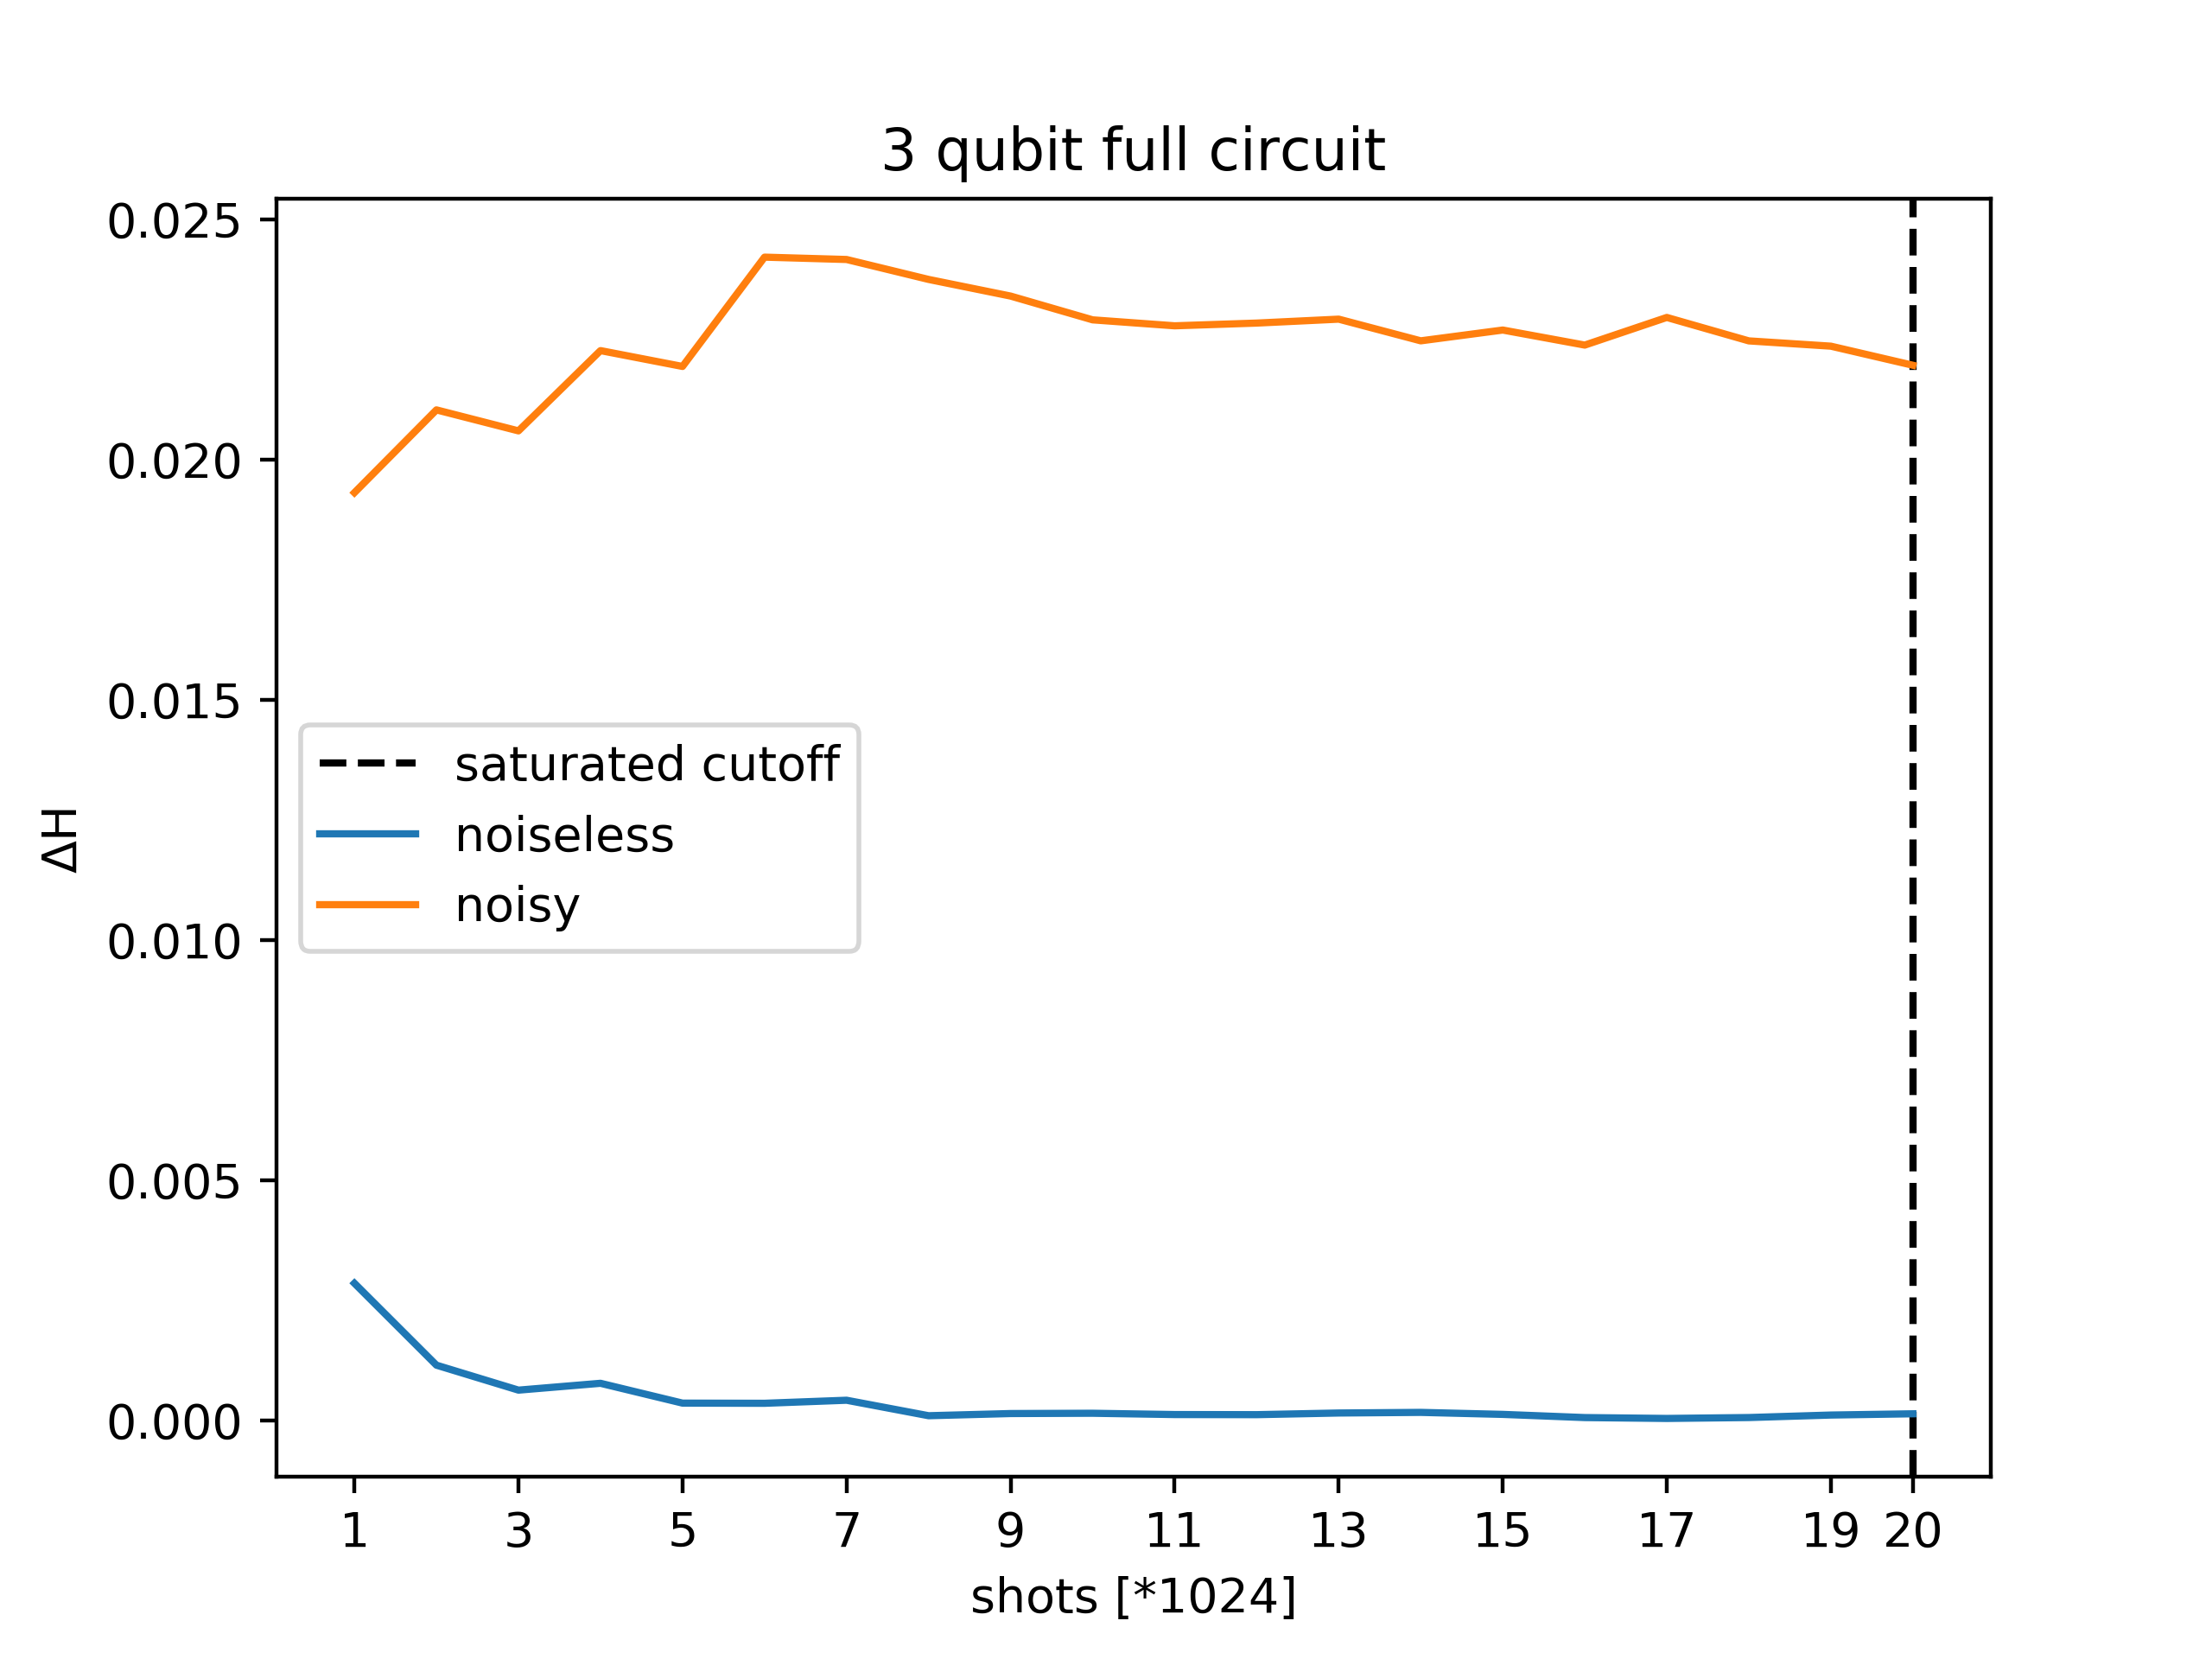 3 qubit full circuit
0.025
0.020
0.015
0.010
0.005
0.000
ΔH
saturated cutoff
noiseless
noisy
1 3 5 7 9 11 13 15 17 19 20
shots [*1024]